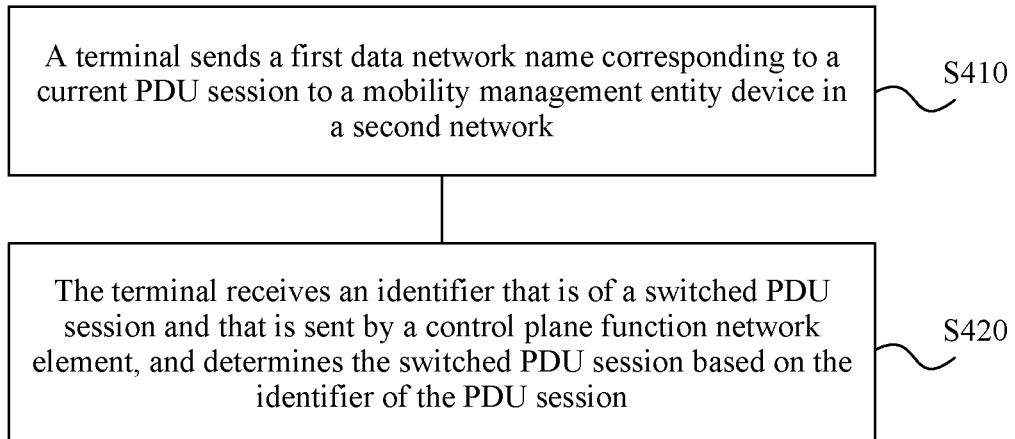 A terminal sends a first data network name corresponding to a
current PDU session to a mobility management entity device in
a second network
S410
The terminal receives an identifier that is of a switched PDU
session and that is sent by a control plane function network
element, and determines the switched PDU session based on the
identifier of the PDU session
S420